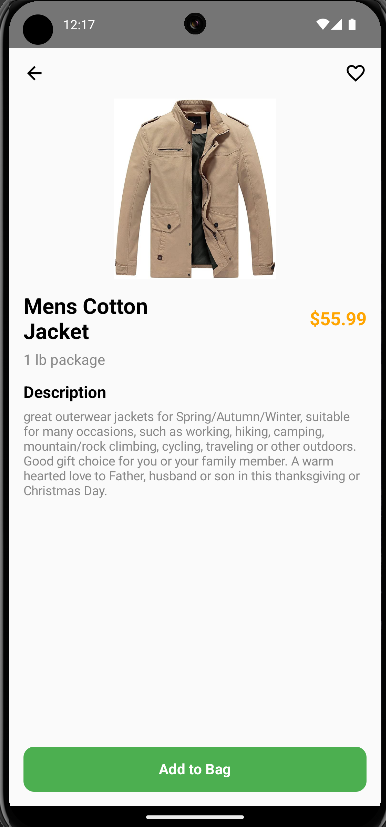 12:17
Mens Cotton
Jacket
$55.99
1 lb package
Description
great outerwear jackets for Spring/Autumn/Winter, suitable
for many occasions, such as working, hiking, camping,
mountain/rock climbing, cycling, traveling or other outdoors.
Good gift choice for you or your family member. A warm
hearted love to Father, husband or son in this thanksgiving or
Christmas Day.
Add to Bag